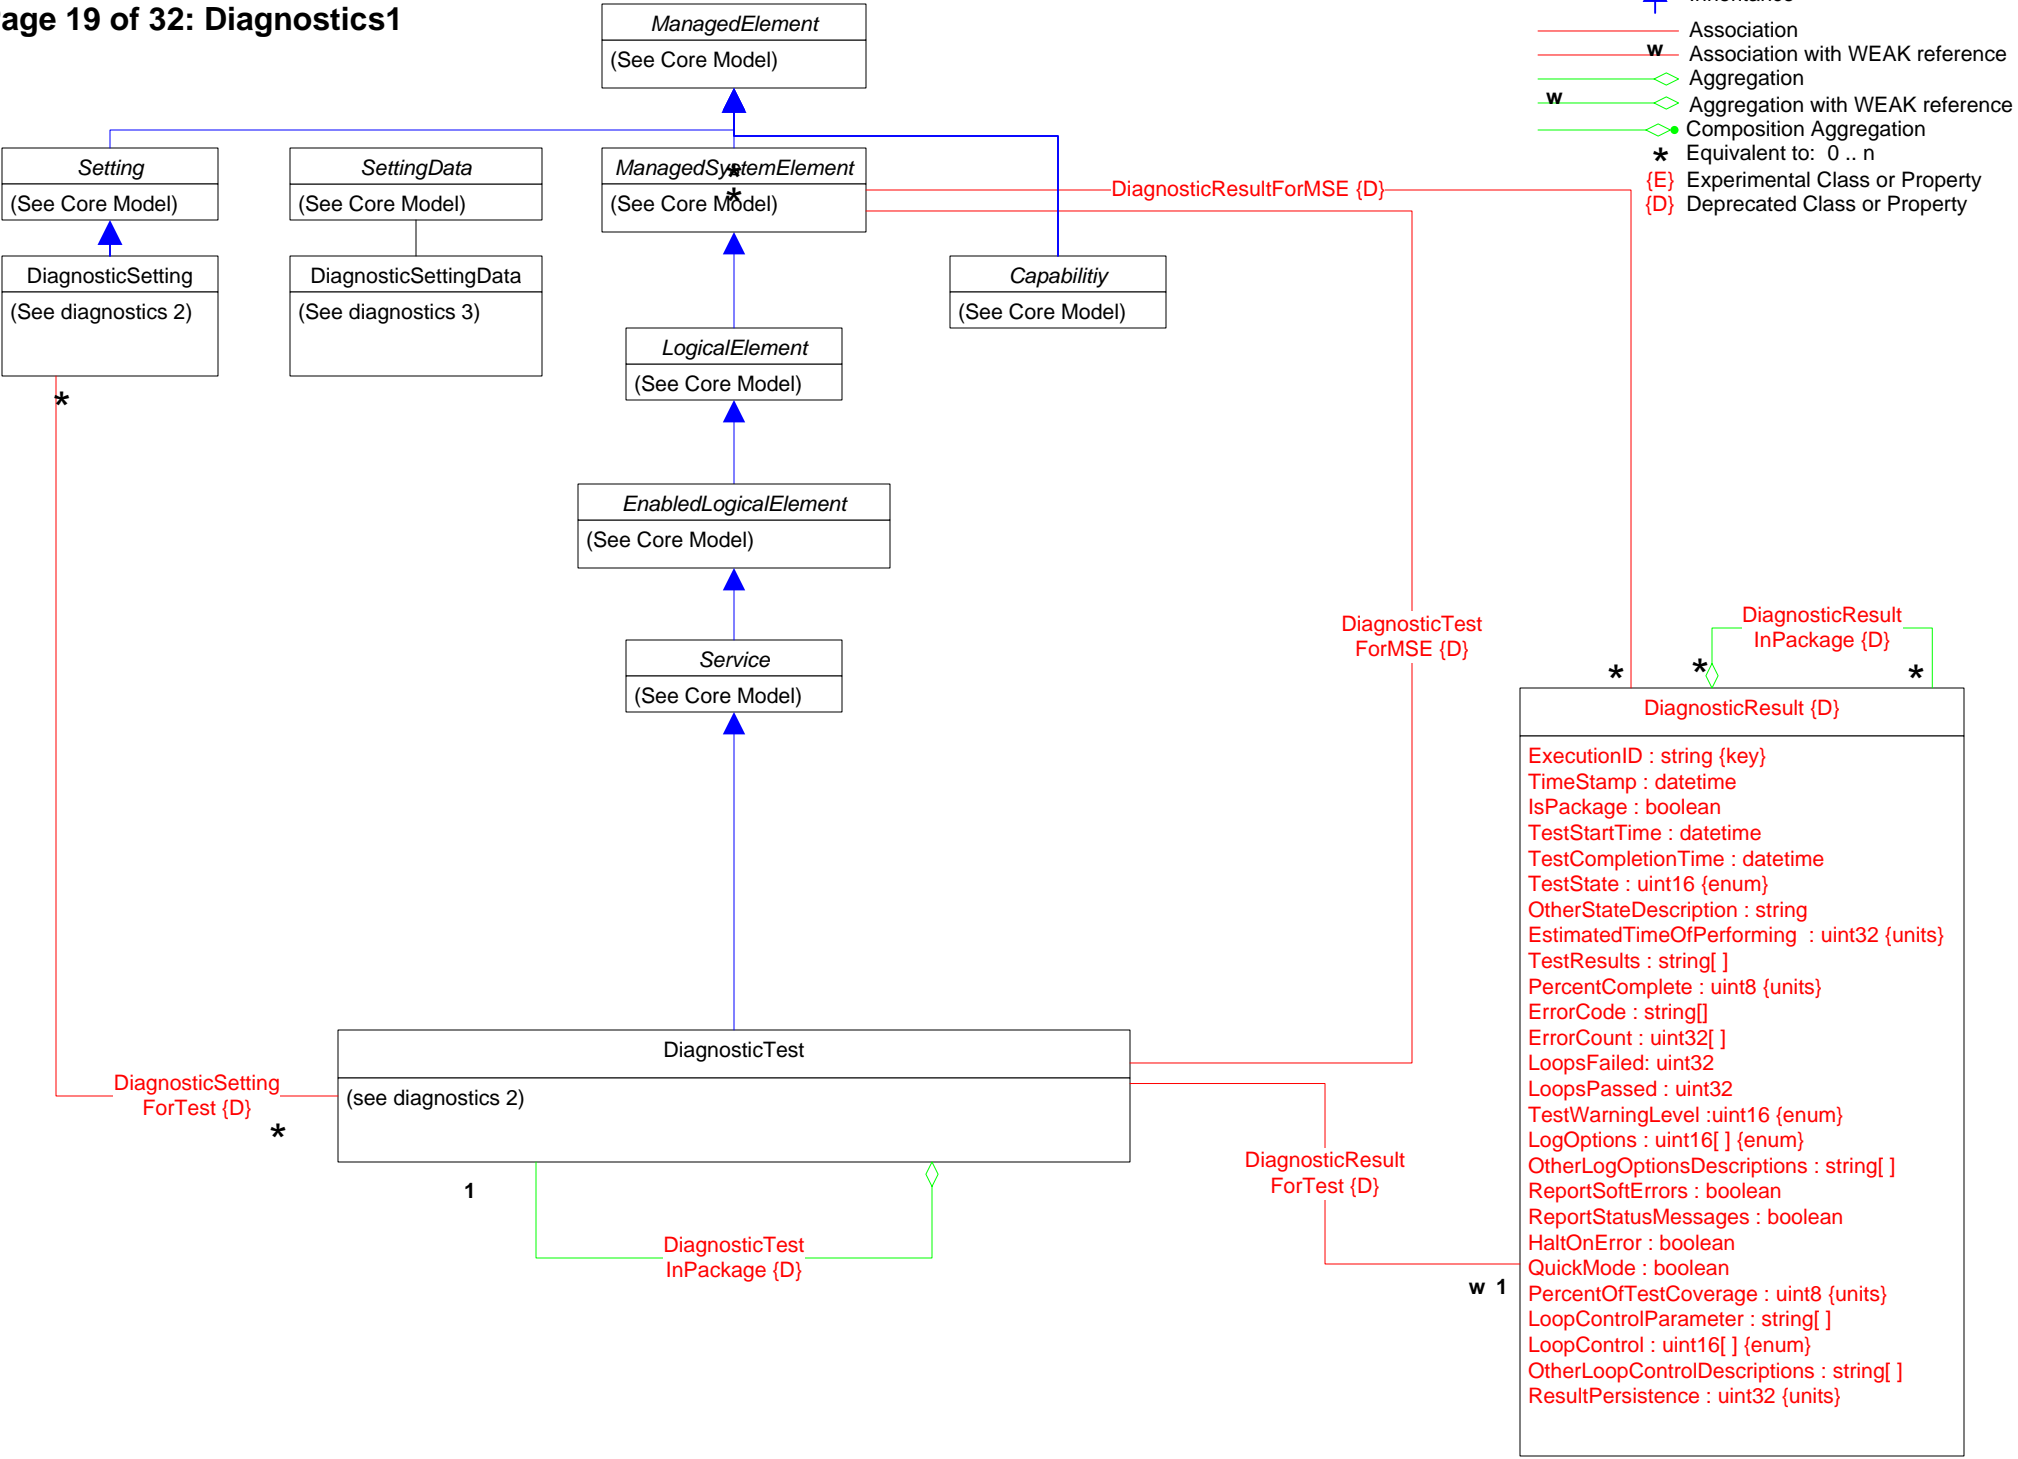 age 19 of 32: Diagnostics1
Inheritance
Association
w Association with WEAK reference
Aggregation
w Aggregation with WEAK reference
Composition Aggregation
* Equivalent to: 0 .. n
{E} Experimental Class or Property
{D} Deprecated Class or Property
ManagedElement
(See Core Model)
Setting
(See Core Model)
SettingData
(See Core Model)
ManagedSystemElement
*
(See Core Model)
*
DiagnosticResultForMSE {D}
DiagnosticSetting
(See diagnostics 2)
*
DiagnosticSettingData
(See diagnostics 3)
Capabilitiy
(See Core Model)
LogicalElement
(See Core Model)
EnabledLogicalElement
(See Core Model)
Service
(See Core Model)
DiagnosticTest
ForMSE {D}
DiagnosticResult
InPackage {D}
*
*
*
DiagnosticResult {D}
ExecutionID : string {key}
TimeStamp : datetime
IsPackage : boolean
TestStartTime : datetime
TestCompletionTime : datetime
TestState : uint16 {enum}
OtherStateDescription : string
EstimatedTimeOfPerforming  : uint32 {units}
TestResults : string[ ]
PercentComplete : uint8 {units}
ErrorCode : string[]
ErrorCount : uint32[ ]
LoopsFailed: uint32
LoopsPassed : uint32
TestWarningLevel :uint16 {enum}
LogOptions : uint16[ ] {enum}
OtherLogOptionsDescriptions : string[ ]
ReportSoftErrors : boolean
ReportStatusMessages : boolean
HaltOnError : boolean
QuickMode : boolean
PercentOfTestCoverage : uint8 {units}
LoopControlParameter : string[ ]
LoopControl : uint16[ ] {enum}
OtherLoopControlDescriptions : string[ ]
ResultPersistence : uint32 {units}
DiagnosticTest
(see diagnostics 2)
DiagnosticSetting
ForTest {D}
*
1
DiagnosticTest
InPackage {D}
DiagnosticResult
ForTest {D}
w 1